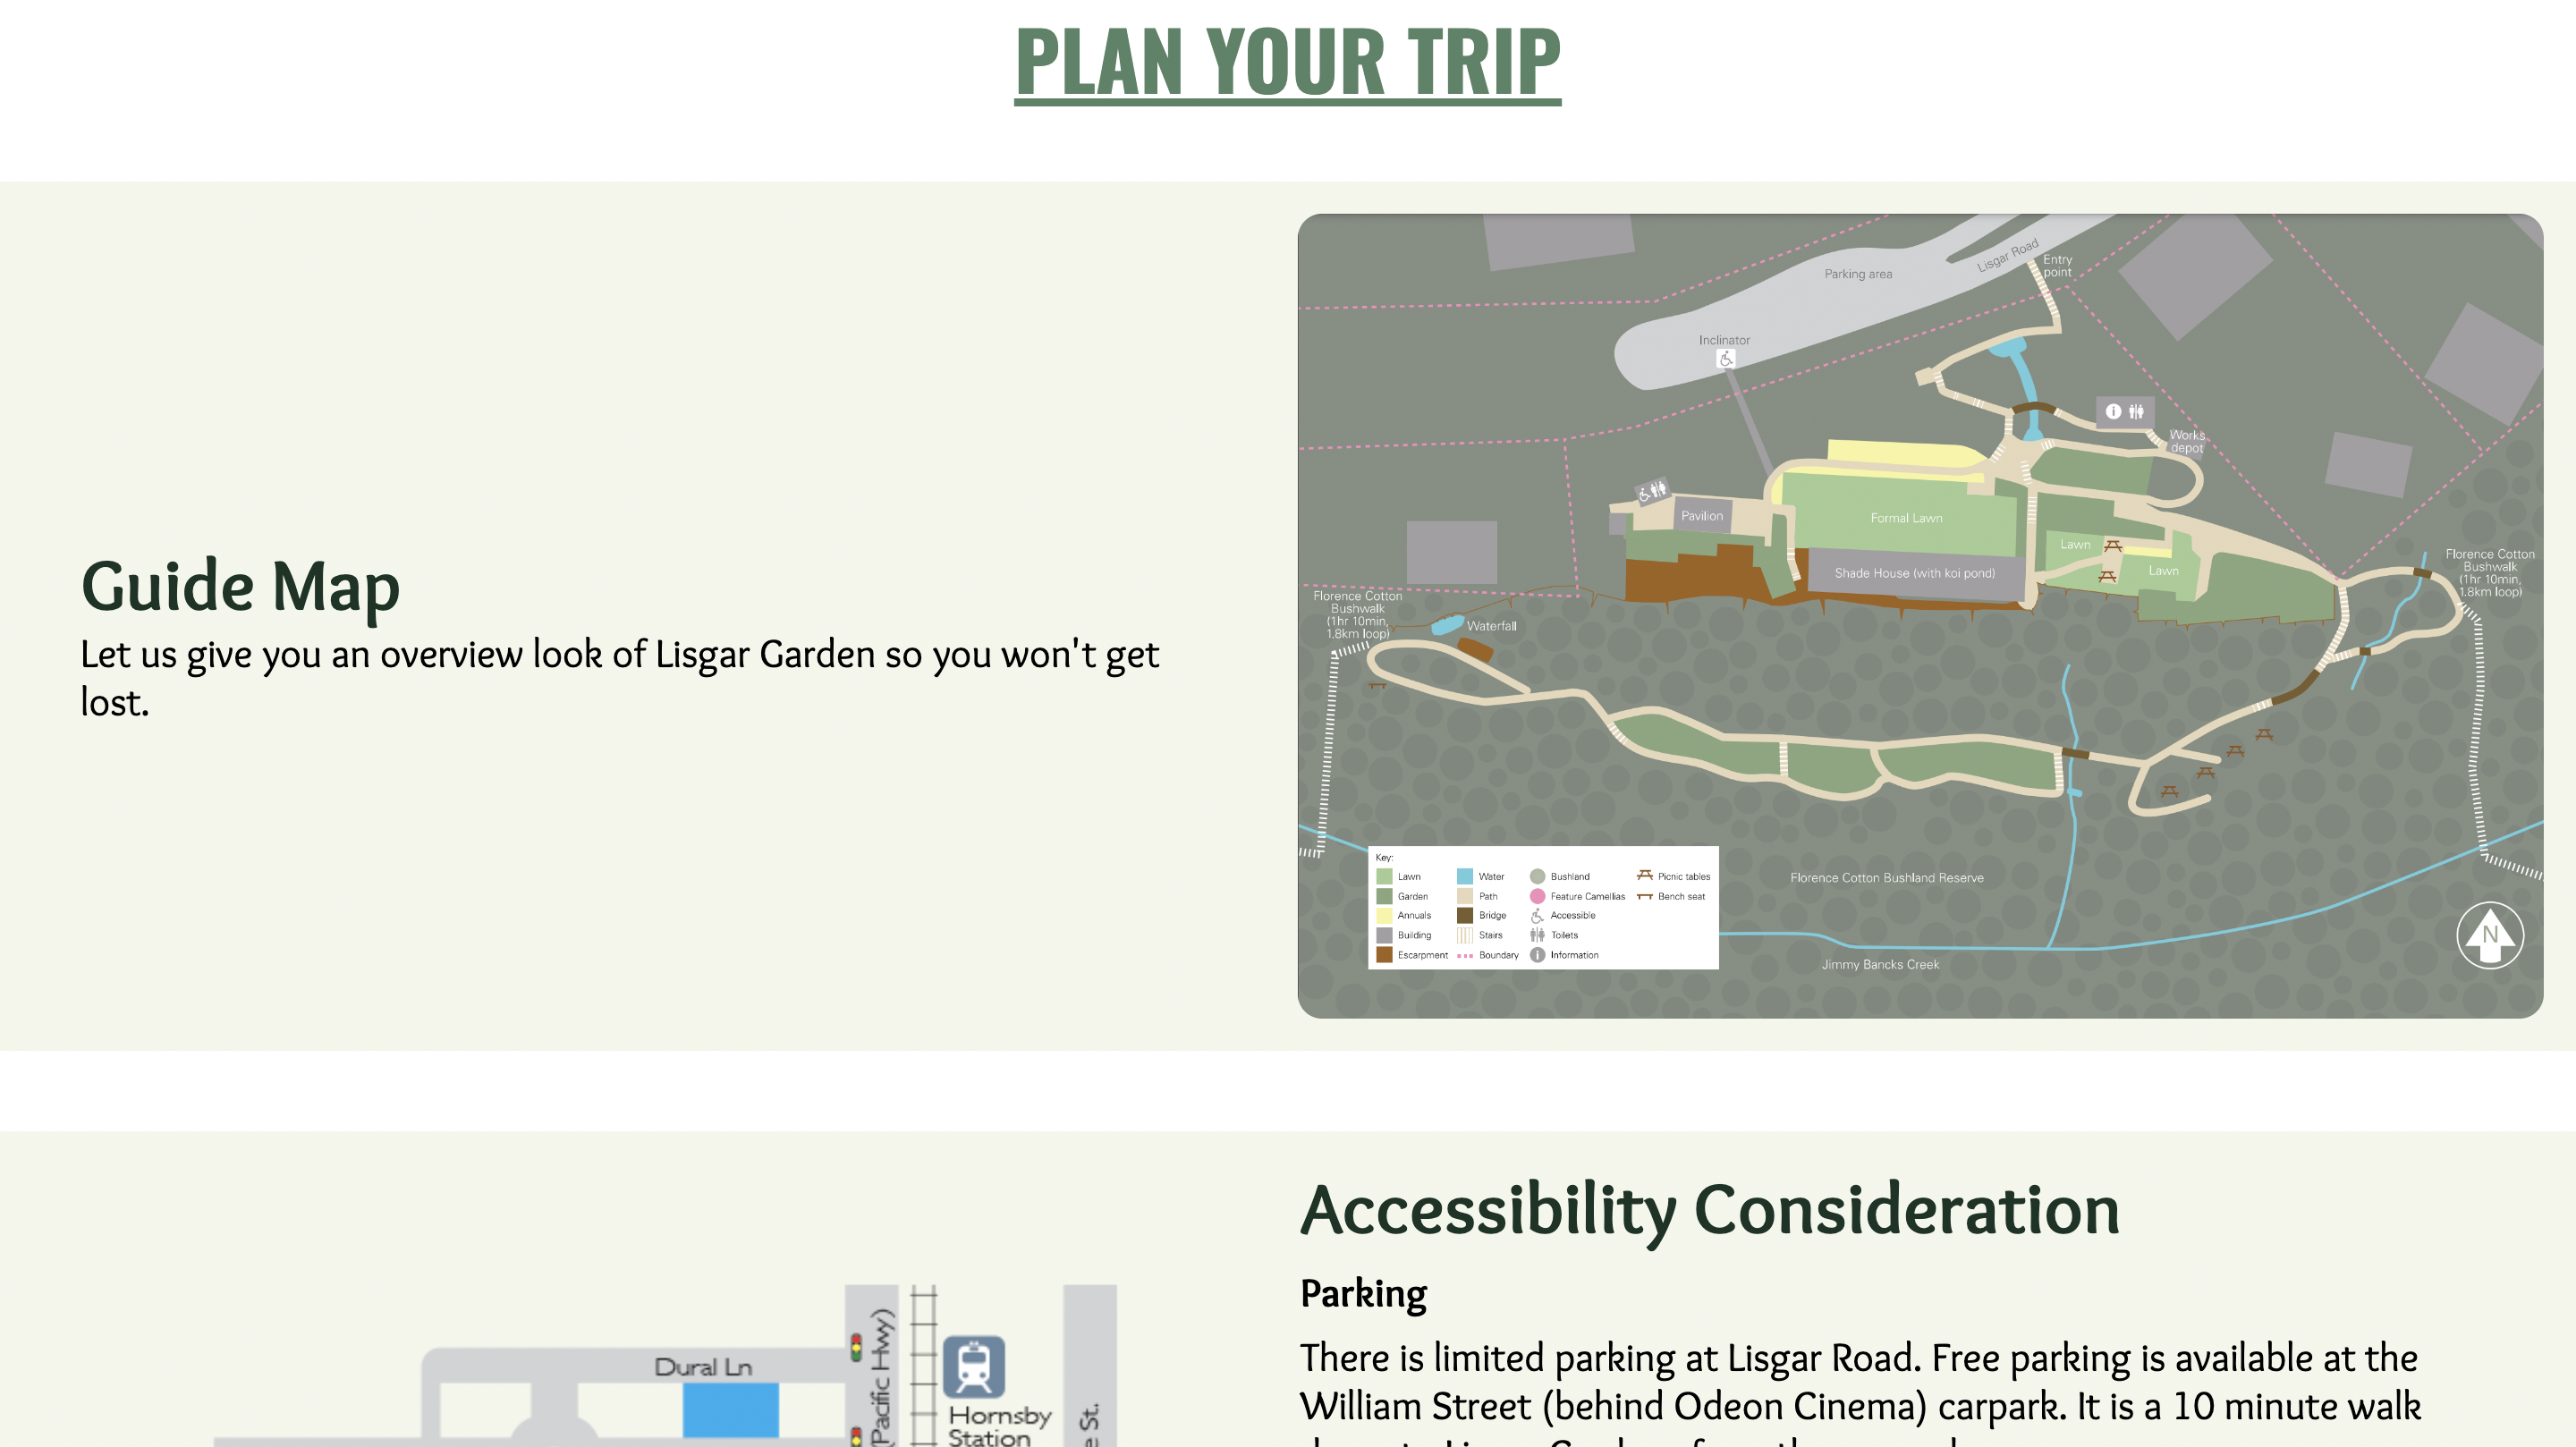 PLAN YOUR TRIP
Guide Map
Let us give you an overview look of Lisgar Garden so you won't get
lost.
Parking area
Lisgar Road
Entry
point
Inclinator
Works
depot
Pavilion
Formal Lawn
Shade House (with koi pond)
Lawn
Lawn
Florence Cotton
Bushwalk
(1hr 10min,
1.8km loop)
Florence Cotton
Bushwalk
(1hr 10min,
1.8km loop)
Waterfall
Key:
Lawn
Garden
Annuals
Building
Escarpment
Water
Path
Bridge
Stairs
Boundary
Bushland
Feature Camellias
Accessible
Toilets
Information
Picnic tables
Bench seat
Florence Cotton Bushland Reserve
Jimmy Bancks Creek
N
Accessibility Consideration
Parking
There is limited parking at Lisgar Road. Free parking is available at the
William Street (behind Odeon Cinema) carpark. It is a 10 minute walk
Dural Ln
(Pacific Hwy)
Hornsby
Station
e St.